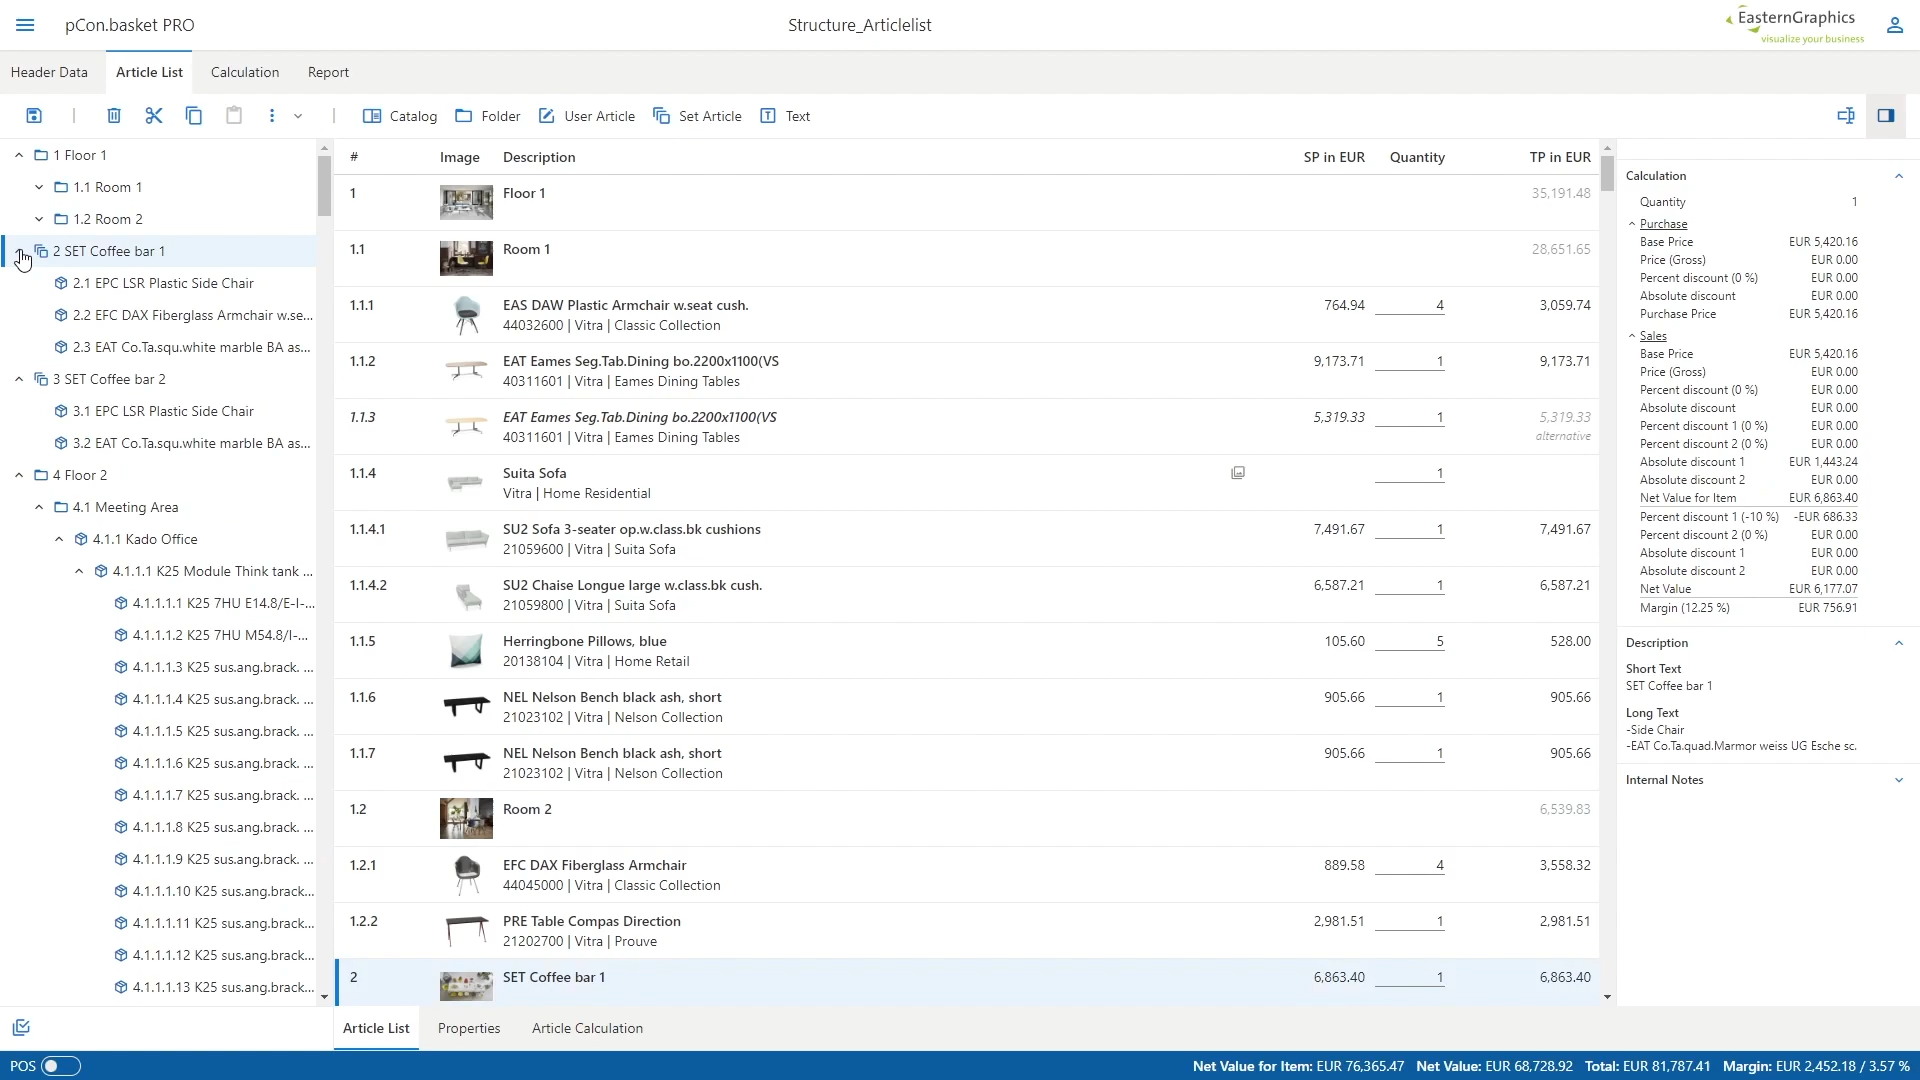 pCon.basket PRO
Structure_Articlelist
EasternGraphics
visualize your business
Header Data
Article List
Calculation
Report
Catalog
Folder
User Article
Set Article
Text
1 Floor 1
1.1 Room 1
1.2 Room 2
2 SET Coffee bar 1
2.1 EPC LSR Plastic Side Chair
2.2 EFC DAX Fiberglass Armchair w.se...
2.3 EAT Co.Ta.squ.white marble BA as...
3 SET Coffee bar 2
3.1 EPC LSR Plastic Side Chair
3.2 EAT Co.Ta.squ.white marble BA as...
4 Floor 2
4.1 Meeting Area
4.1.1 Kado Office
4.1.1.1 K25 Module Think tank ...
4.1.1.1.1 K25 7HU E14.8/E-I-...
4.1.1.1.2 K25 7HU M54.8/I-...
4.1.1.1.3 K25 sus.ang.brack. ...
4.1.1.1.4 K25 sus.ang.brack. ...
4.1.1.1.5 K25 sus.ang.brack. ...
4.1.1.1.6 K25 sus.ang.brack. ...
4.1.1.1.7 K25 sus.ang.brack. ...
4.1.1.1.8 K25 sus.ang.brack. ...
4.1.1.1.9 K25 sus.ang.brack. ...
4.1.1.1.10 K25 sus.ang.brack...
4.1.1.1.11 K25 sus.ang.brack...
4.1.1.1.12 K25 sus.ang.brack...
4.1.1.1.13 K25 sus.ang.brack...
# Image Description SP in EUR Quantity TP in EUR
1 Floor 1 35,191.48
1.1 Room 1 28,651.65
1.1.1 EAS DAW Plastic Armchair w.seat cush. 764.94 4 3,059.74
44032600 | Vitra | Classic Collection
1.1.2 EAT Eames Seg.Tab.Dining bo.2200x1100(VS 9,173.71 1 9,173.71
40311601 | Vitra | Eames Dining Tables
1.1.3 EAT Eames Seg.Tab.Dining bo.2200x1100(VS 5,319.33 1 5,319.33
40311601 | Vitra | Eames Dining Tables alternative
1.1.4 Suita Sofa 1
Vitra | Home Residential
1.1.4.1 SU2 Sofa 3-seater op.w.class.bk cushions 7,491.67 1 7,491.67
21059600 | Vitra | Suita Sofa
1.1.4.2 SU2 Chaise Longue large w.class.bk cush. 6,587.21 1 6,587.21
21059800 | Vitra | Suita Sofa
1.1.5 Herringbone Pillows, blue 105.60 5 528.00
20138104 | Vitra | Home Retail
1.1.6 NEL Nelson Bench black ash, short 905.66 1 905.66
21023102 | Vitra | Nelson Collection
1.1.7 NEL Nelson Bench black ash, short 905.66 1 905.66
21023102 | Vitra | Nelson Collection
1.2 Room 2 6,539.83
1.2.1 EFC DAX Fiberglass Armchair 889.58 4 3,558.32
44045000 | Vitra | Classic Collection
1.2.2 PRE Table Compas Direction 2,981.51 1 2,981.51
21202700 | Vitra | Prouve
2 SET Coffee bar 1 6,863.40 1 6,863.40
Calculation
Quantity 1
Purchase
Base Price EUR 5,420.16
Price (Gross) EUR 0.00
Percent discount (0 %) EUR 0.00
Absolute discount EUR 0.00
Purchase Price EUR 5,420.16
Sales
Base Price EUR 5,420.16
Price (Gross) EUR 0.00
Percent discount (0 %) EUR 0.00
Absolute discount EUR 0.00
Percent discount 1 (0 %) EUR 0.00
Percent discount 2 (0 %) EUR 0.00
Absolute discount 1 EUR 1,443.24
Absolute discount 2 EUR 0.00
Net Value for Item EUR 6,863.40
Percent discount 1 (-10 %) -EUR 686.33
Percent discount 2 (0 %) EUR 0.00
Absolute discount 1 EUR 0.00
Absolute discount 2 EUR 0.00
Net Value EUR 6,177.07
Margin (12.25 %) EUR 756.91
Description
Short Text
SET Coffee bar 1
Long Text
-Side Chair
-EAT Co.Ta.quad.Marmor weiss UG Esche sc.
Internal Notes
Article List
Properties
Article Calculation
POS
Net Value for Item: EUR 76,365.47 Net Value: EUR 68,728.92 Total: EUR 81,787.41 Margin: EUR 2,452.18 / 3.57 %